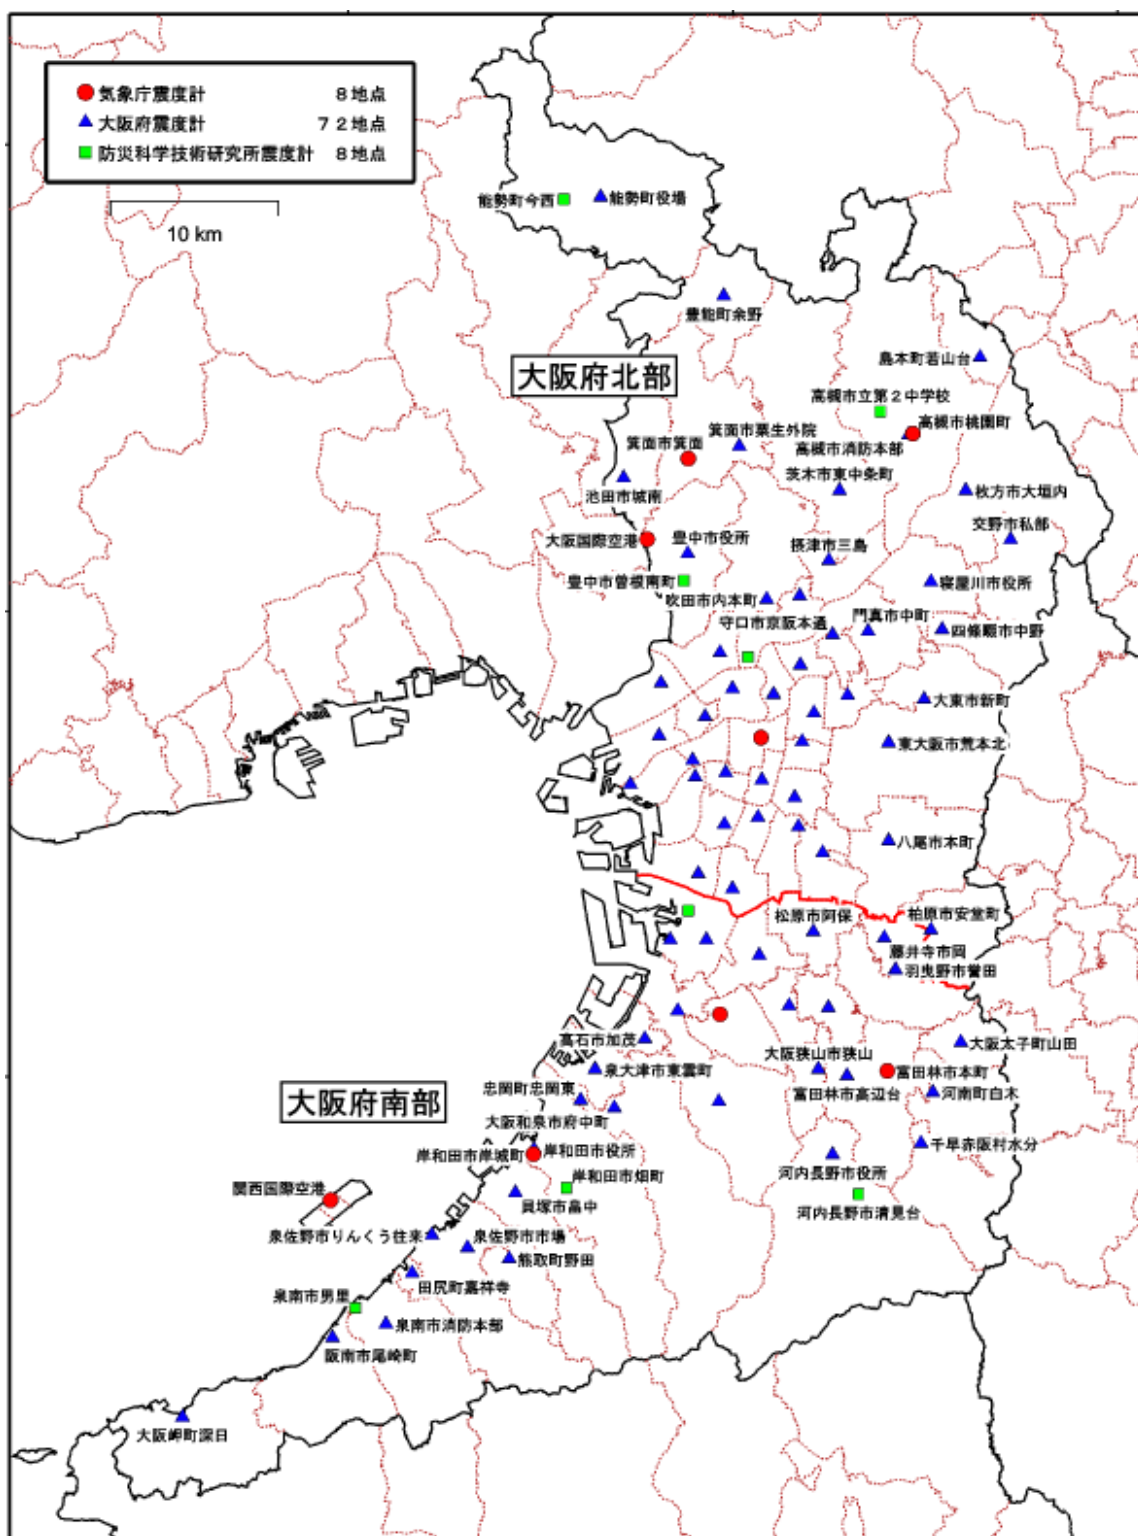 気象庁震度計 8地点
大阪府震度計 72地点
防災科学技術研究所震度計 8地点
10 km
能勢町今西
能勢町役場
豊能町余野
島本町若山台
大阪府北部
高槻市立第2中学校
高槻市桃園町
箕面市粟生外院
箕面市箕面
高槻市消防本部
茨木市東中条町
池田市城南
枚方市大垣内
交野市私部
大阪国際空港
豊中市役所
摂津市三島
豊中市曽根南町
寝屋川市役所
吹田市内本町
守口市京阪本通
門真市中町
四條畷市中野
大東市新町
東大阪市荒本北
八尾市本町
松原市阿保
柏原市安堂町
藤井寺市岡
羽曳野市誉田
高石市加茂
大阪太子町山田
大阪狭山市狭山
泉大津市東雲町
富田林市本町
忠岡町忠岡東
富田林市高辺台
河南町白木
大阪府南部
大阪和泉市府中町
千早赤阪村水分
岸和田市岸城町
岸和田市役所
河内長野市役所
岸和田市畑町
関西国際空港
貝塚市畠中
河内長野市清見台
泉佐野市りんくう往来
泉佐野市市場
熊取町野田
田尻町嘉祥寺
泉南市男里
泉南市消防本部
阪南市尾崎町
大阪岬町深日